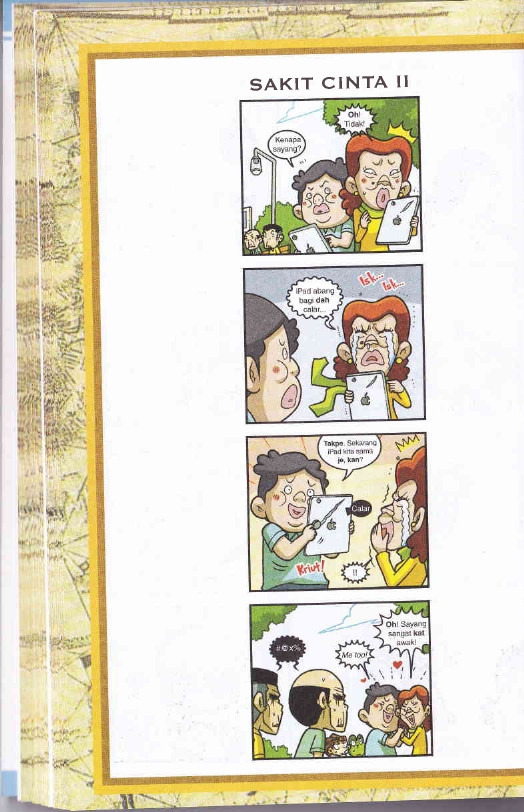 SAKIT CINTA II
Oh!
Tidak!
Kenapa
sayang?
Isk...
Isk...
iPad abang
bagi dah
calar...
Takpe. Sekarang
iPad kita sama
je, kan?
Calar
Kriut!
!!
Oh! Sayang
sangat kat
awak!
Me too!
#@x%